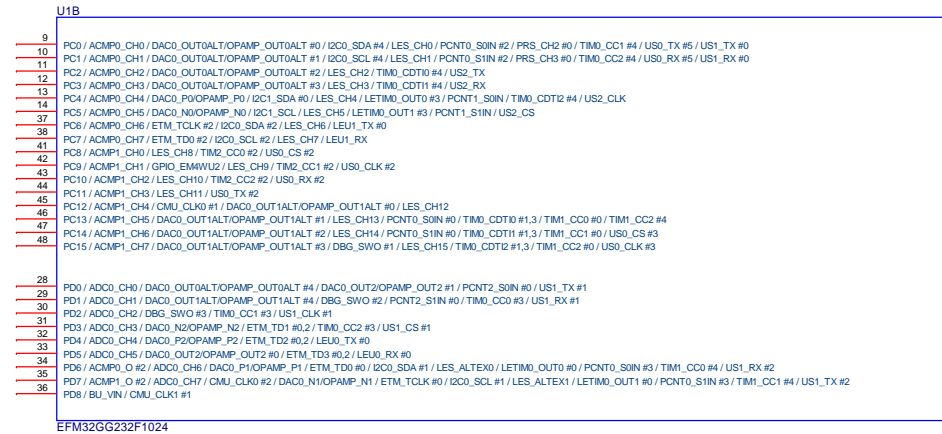 U1B
9 PC0 / ACMP0_CH0 / DAC0_OUT0ALT/OPAMP_OUT0ALT #0 / I2C0_SDA #4 / LES_CH0 / PCNT0_S0IN #2 / PRS_CH2 #0 / TIM0_CC1 #4 / US0_TX #5 / US1_TX #0
10 PC1 / ACMP0_CH1 / DAC0_OUT0ALT/OPAMP_OUT0ALT #1 / I2C0_SCL #4 / LES_CH1 / PCNT0_S1IN #2 / PRS_CH3 #0 / TIM0_CC2 #4 / US0_RX #5 / US1_RX #0
11 PC2 / ACMP0_CH2 / DAC0_OUT0ALT/OPAMP_OUT0ALT #2 / LES_CH2 / TIM0_CDTI0 #4 / US2_TX
12 PC3 / ACMP0_CH3 / DAC0_OUT0ALT/OPAMP_OUT0ALT #3 / LES_CH3 / TIM0_CDTI1 #4 / US2_RX
13 PC4 / ACMP0_CH4 / DAC0_P0/OPAMP_P0 / I2C1_SDA #0 / LES_CH4 / LETIM0_OUT0 #3 / PCNT1_S0IN / TIM0_CDTI2 #4 / US2_CLK
14 PC5 / ACMP0_CH5 / DAC0_N0/OPAMP_N0 / I2C1_SCL / LES_CH5 / LETIM0_OUT1 #3 / PCNT1_S1IN / US2_CS
37 PC6 / ACMP0_CH6 / ETM_TCLK #2 / I2C0_SDA #2 / LES_CH6 / LEU1_TX #0
38 PC7 / ACMP0_CH7 / ETM_TD0 #2 / I2C0_SCL #2 / LES_CH7 / LEU1_RX
41 PC8 / ACMP1_CH0 / LES_CH8 / TIM2_CC0 #2 / US0_CS #2
42 PC9 / ACMP1_CH1 / GPIO_EM4WU2 / LES_CH9 / TIM2_CC1 #2 / US0_CLK #2
43 PC10 / ACMP1_CH2 / LES_CH10 / TIM2_CC2 #2 / US0_RX #2
44 PC11 / ACMP1_CH3 / LES_CH11 / US0_TX #2
45 PC12 / ACMP1_CH4 / CMU_CLK0 #1 / DAC0_OUT1ALT/OPAMP_OUT1ALT #0 / LES_CH12
46 PC13 / ACMP1_CH5 / DAC0_OUT1ALT/OPAMP_OUT1ALT #1 / LES_CH13 / PCNT0_S0IN #0 / TIM0_CDTI0 #1,3 / TIM1_CC0 #0 / TIM1_CC2 #4
47 PC14 / ACMP1_CH6 / DAC0_OUT1ALT/OPAMP_OUT1ALT #2 / LES_CH14 / PCNT0_S1IN #0 / TIM0_CDTI1 #1,3 / TIM1_CC1 #0 / US0_CS #3
48 PC15 / ACMP1_CH7 / DAC0_OUT1ALT/OPAMP_OUT1ALT #3 / DBG_SWO #1 / LES_CH15 / TIM0_CDTI2 #1,3 / TIM1_CC2 #0 / US0_CLK #3
28 PD0 / ADC0_CH0 / DAC0_OUT0ALT/OPAMP_OUT0ALT #4 / DAC0_OUT2/OPAMP_OUT2 #1 / PCNT2_S0IN #0 / US1_TX #1
29 PD1 / ADC0_CH1 / DAC0_OUT1ALT/OPAMP_OUT1ALT #4 / DBG_SWO #2 / PCNT2_S1IN #0 / TIM0_CC0 #3 / US1_RX #1
30 PD2 / ADC0_CH2 / DBG_SWO #3 / TIM0_CC1 #3 / US1_CLK #1
31 PD3 / ADC0_CH3 / DAC0_N2/OPAMP_N2 / ETM_TD1 #0,2 / TIM0_CC2 #3 / US1_CS #1
32 PD4 / ADC0_CH4 / DAC0_P2/OPAMP_P2 / ETM_TD2 #0,2 / LEU0_TX #0
33 PD5 / ADC0_CH5 / DAC0_OUT2/OPAMP_OUT2 #0 / ETM_TD3 #0,2 / LEU0_RX #0
34 PD6 / ACMP0_O #2 / ADC0_CH6 / DAC0_P1/OPAMP_P1 / ETM_TD0 #0 / I2C0_SDA #1 / LES_ALTEX0 / LETIM0_OUT0 #0 / PCNT0_S0IN #3 / TIM1_CC0 #4 / US1_RX #2
35 PD7 / ACMP1_O #2 / ADC0_CH7 / CMU_CLK0 #2 / DAC0_N1/OPAMP_N1 / ETM_TCLK #0 / I2C0_SCL #1 / LES_ALTEX1 / LETIM0_OUT1 #0 / PCNT0_S1IN #3 / TIM1_CC1 #4 / US1_TX #2
36 PD8 / BU_VIN / CMU_CLK1 #1
EFM32GG232F1024